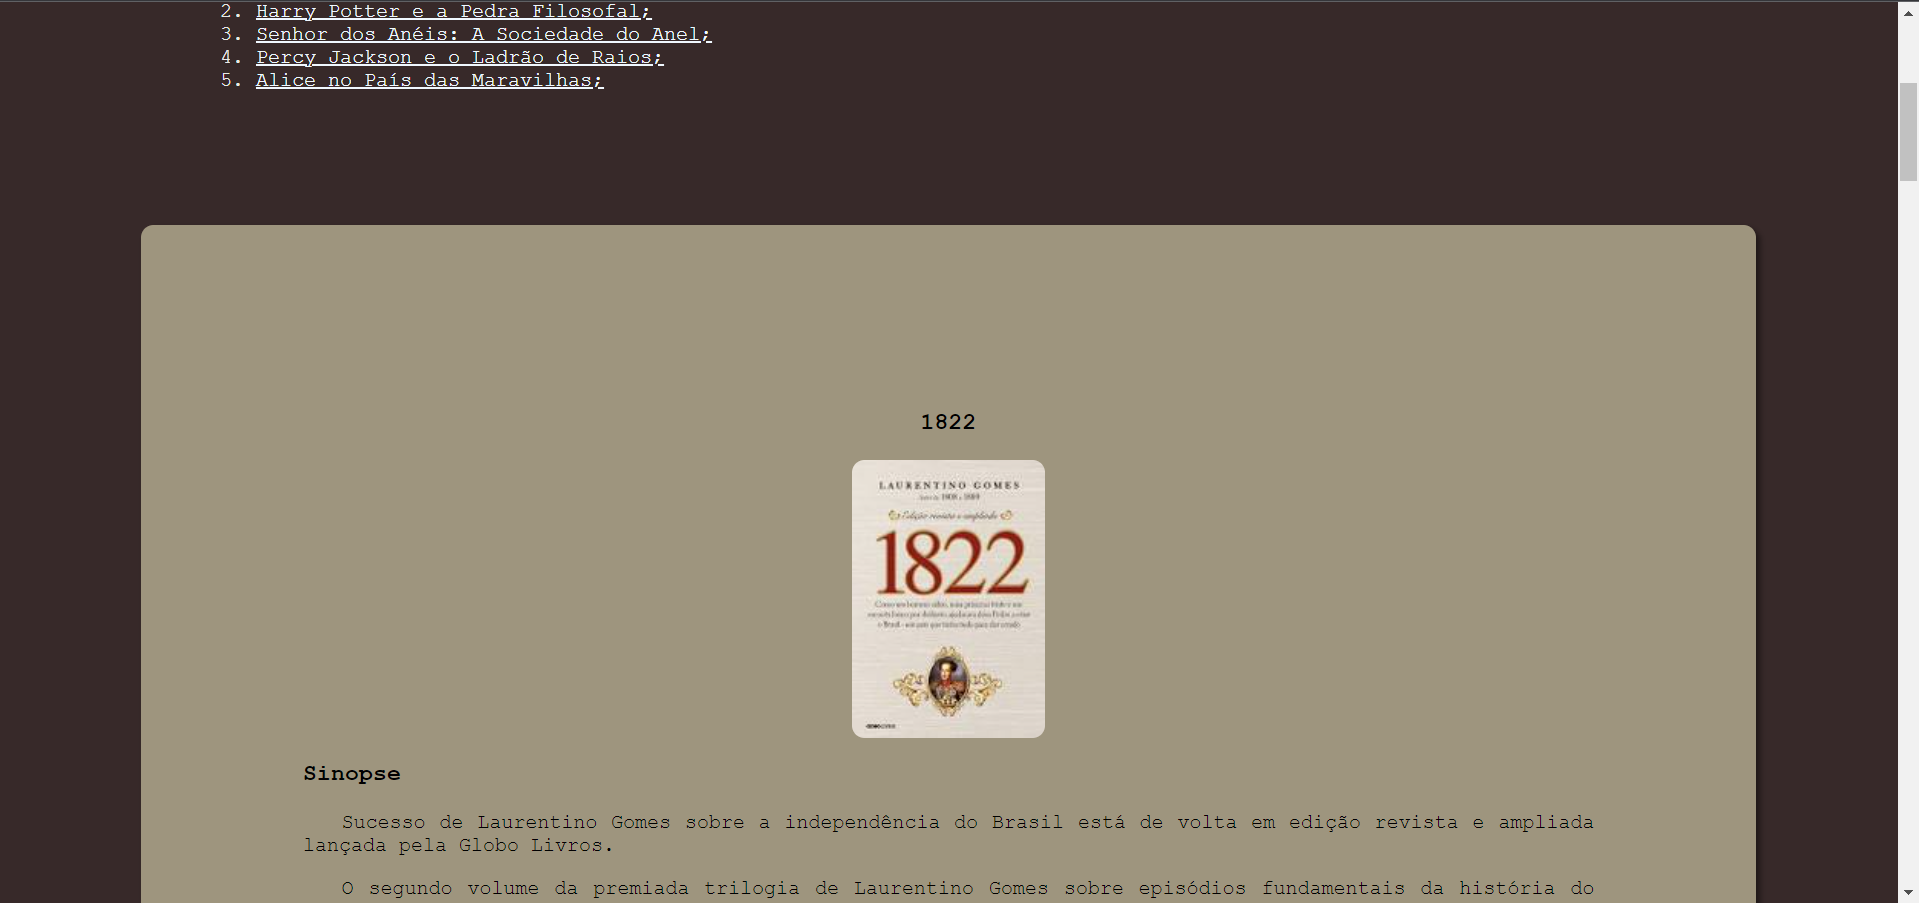 2. Harry Potter e a Pedra Filosofal;
3. Senhor dos Anéis: A Sociedade do Anel;
4. Percy Jackson e o Ladrão de Raios;
5. Alice no País das Maravilhas;
1822
LAURENTINO GOMES
Edição revista e ampliada
1822
Sinopse
Sucesso de Laurentino Gomes sobre a independência do Brasil está de volta em edição revista e ampliada
lançada pela Globo Livros.
O segundo volume da premiada trilogia de Laurentino Gomes sobre episódios fundamentais da história do